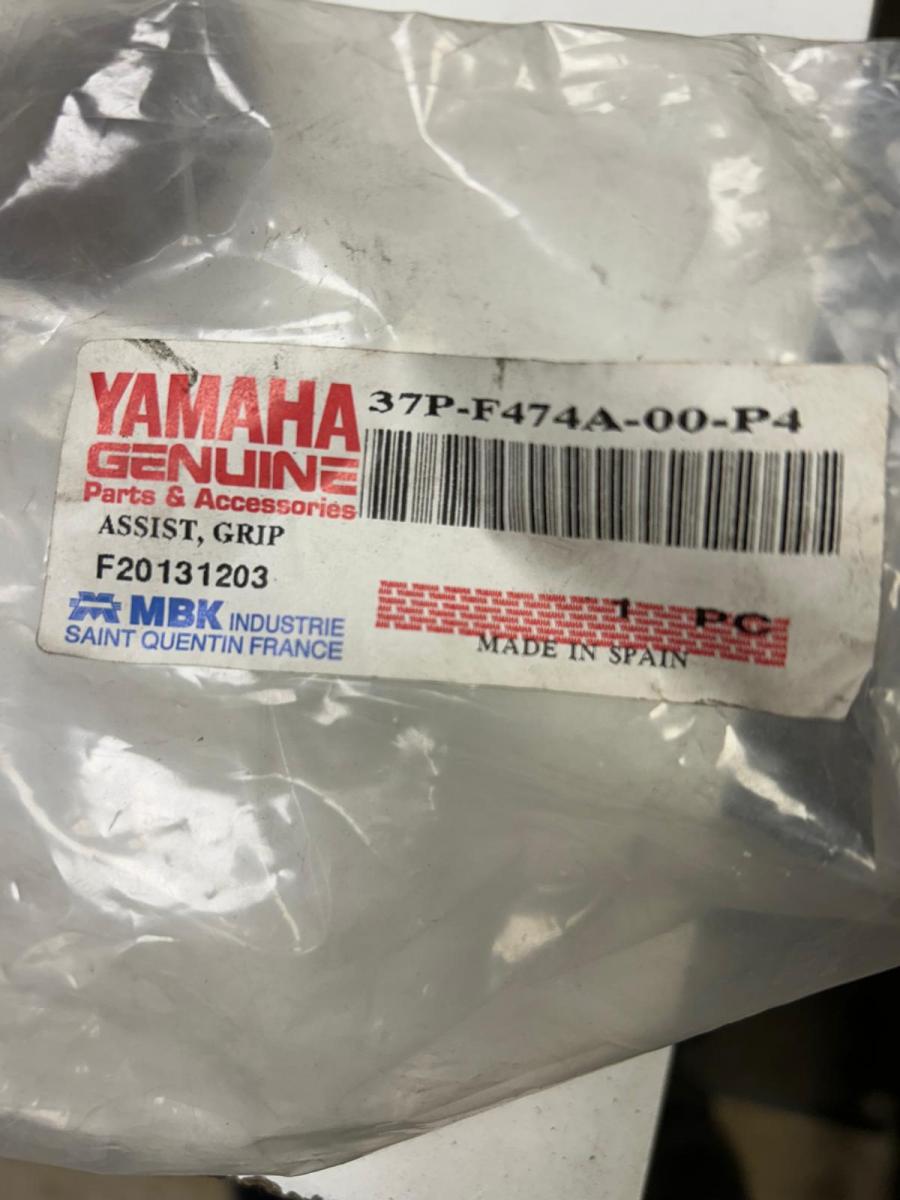 YAMAHA
GENUINE
Parts & Accessories
37P-F474A-00-P4
ASSIST, GRIP
F20131203
MBK INDUSTRIE
SAINT QUENTIN FRANCE
1 PC
MADE IN SPAIN